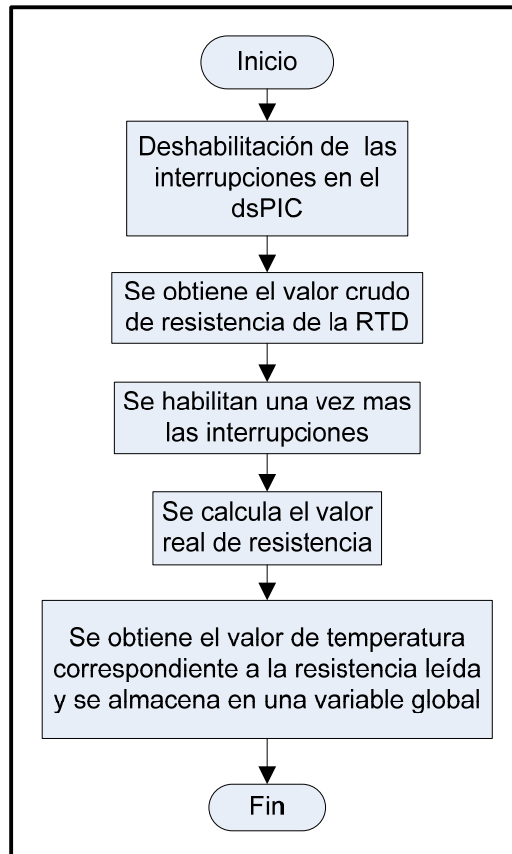 Inicio
Deshabilitación de las
interrupciones en el
dsPIC
Se obtiene el valor crudo
de resistencia de la RTD
Se habilitan una vez mas
las interrupciones
Se calcula el valor
real de resistencia
Se obtiene el valor de temperatura
correspondiente a la resistencia leída
y se almacena en una variable global
Fin